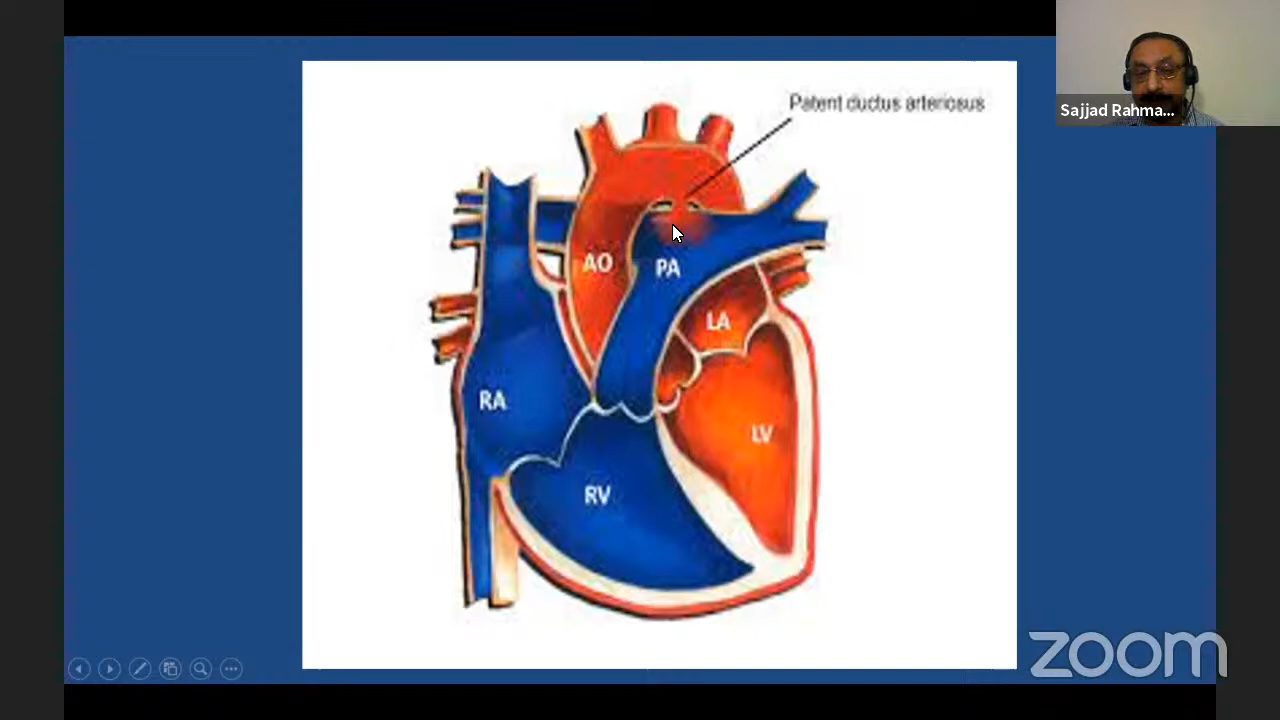 Patent ductus arteriosus
Sajjad Rahma...
AO
PA
LA
RA
LV
RV
zoom